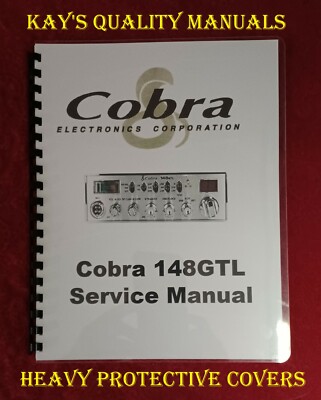 KAY'S QUALITY MANUALS
Cobra
ELECTRONICS CORPORATION
Cobra 148GTL
Service Manual
HEAVY PROTECTIVE COVERS